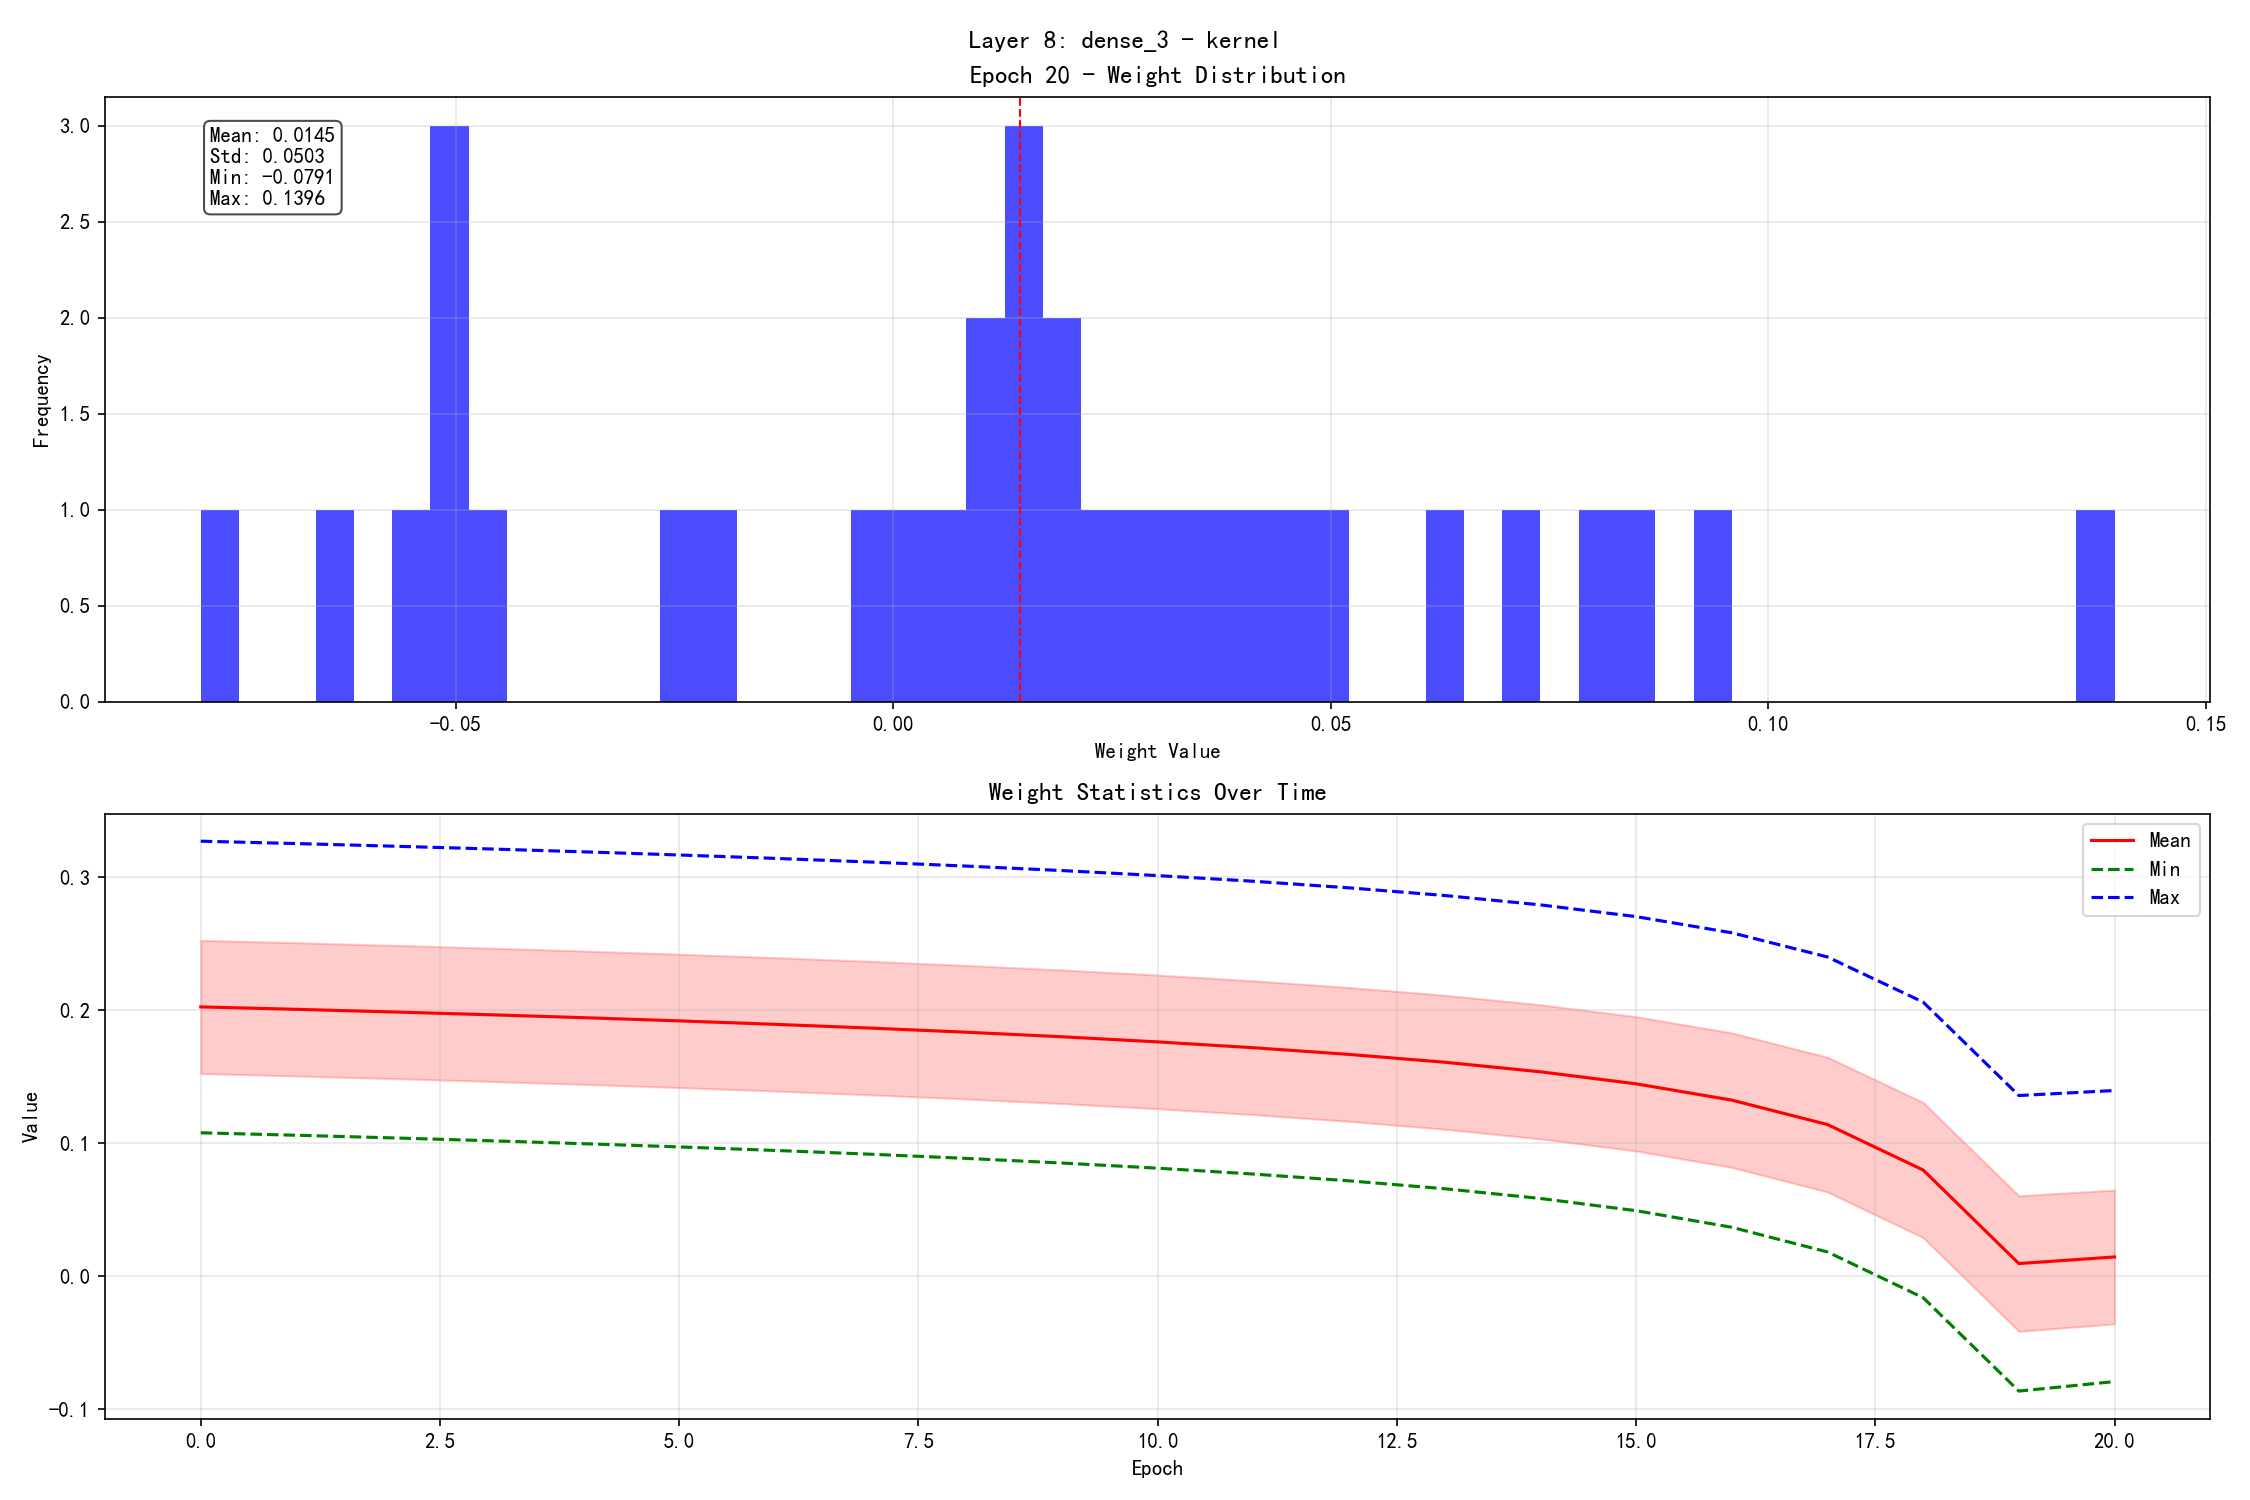 Layer 8: dense_3 - kernel
Epoch 20 - Weight Distribution
Mean: 0.0145
Std: 0.0503
Min: -0.0791
Max: 0.1396
3.0
2.5
2.0
1.5
1.0
0.5
0.0
Frequency
-0.05
0.00
0.05
0.10
0.15
Weight Value
Weight Statistics Over Time
Mean
Min
Max
0.3
0.2
0.1
0.0
-0.1
Value
0.0
2.5
5.0
7.5
10.0
12.5
15.0
17.5
20.0
Epoch